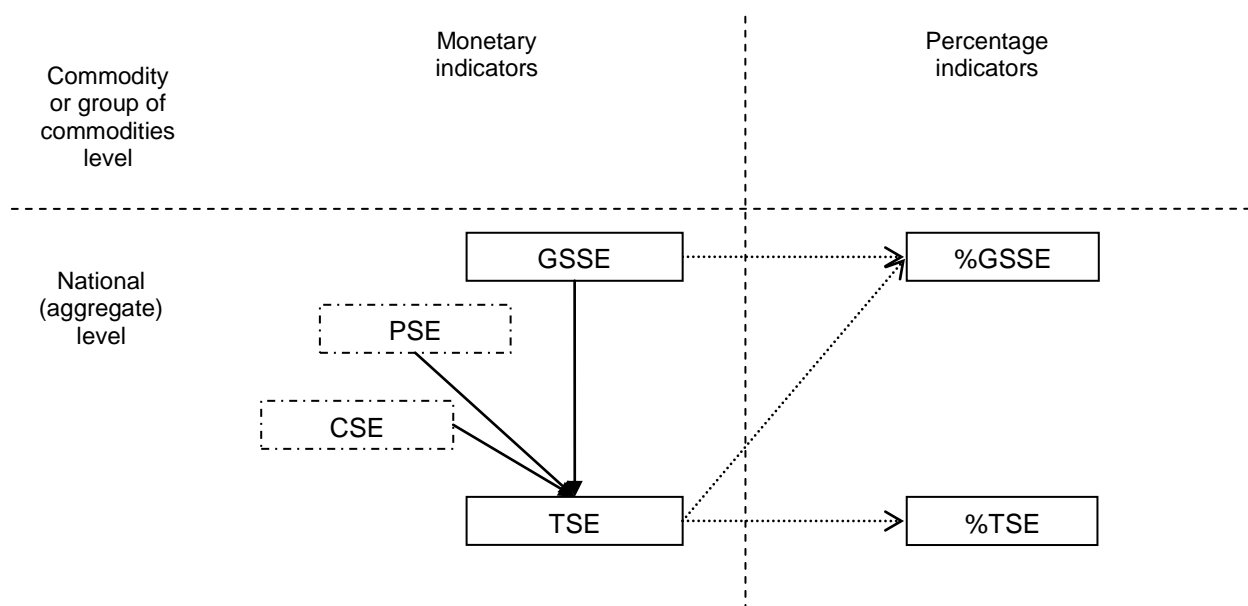 Monetary
indicators
Percentage
indicators
Commodity
or group of
commodities
level
GSSE
%GSSE
National
(aggregate)
level
PSE
CSE
TSE
%TSE